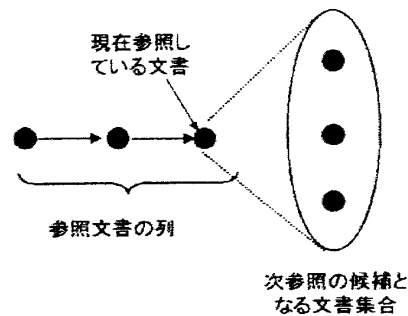 現在参照し
ている文書
参照文書の列
次参照の候補と
なる文書集合